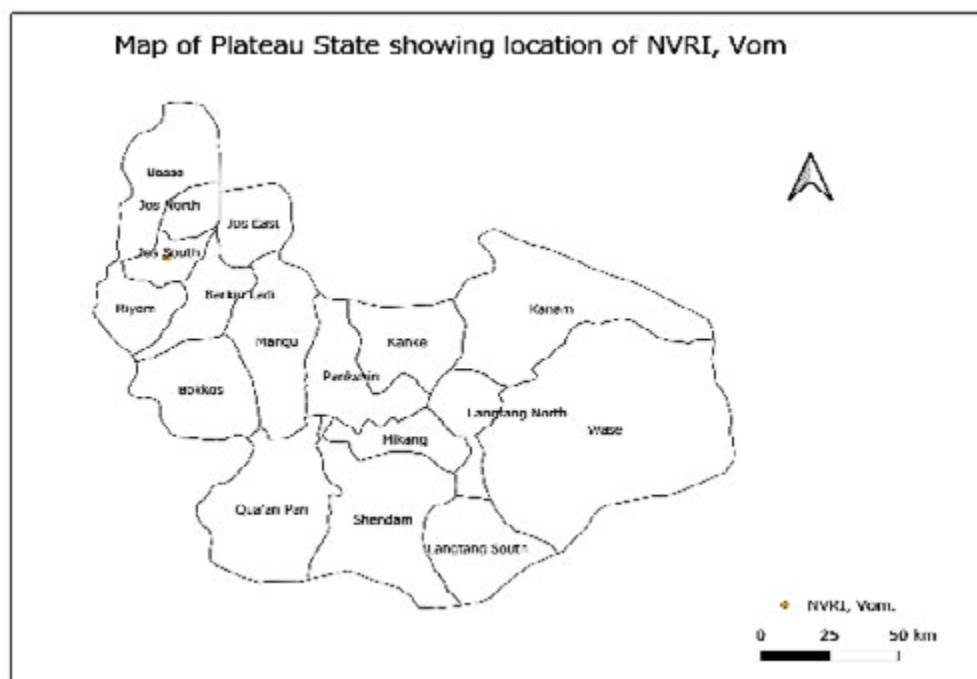 Map of Plateau State showing location of NVRI, Vom
Bassa
Jos North
Jos East
Jos South
Barkin Ladi
Riyom
Kanam
Mangu
Kanke
Pankshin
Bokkos
Langtang North
Wase
Mikang
Qua'an Pan
Shendam
Langtang South
NVRI, Vom.
0 25 50 km